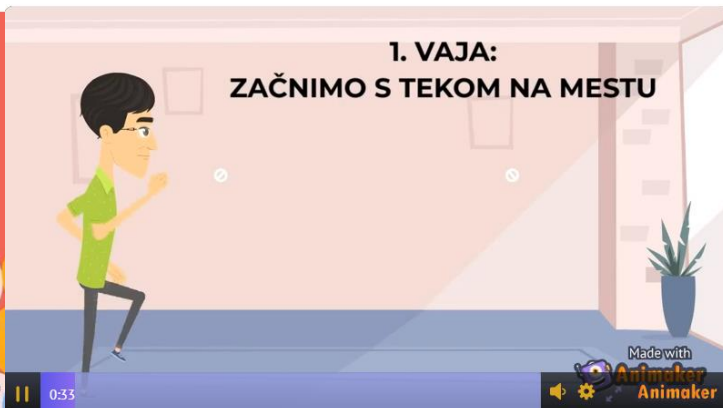 1. VAJA:
ZAČNIMO S TEKOM NA MESTU
Made with
Animaker
0:33
Animaker